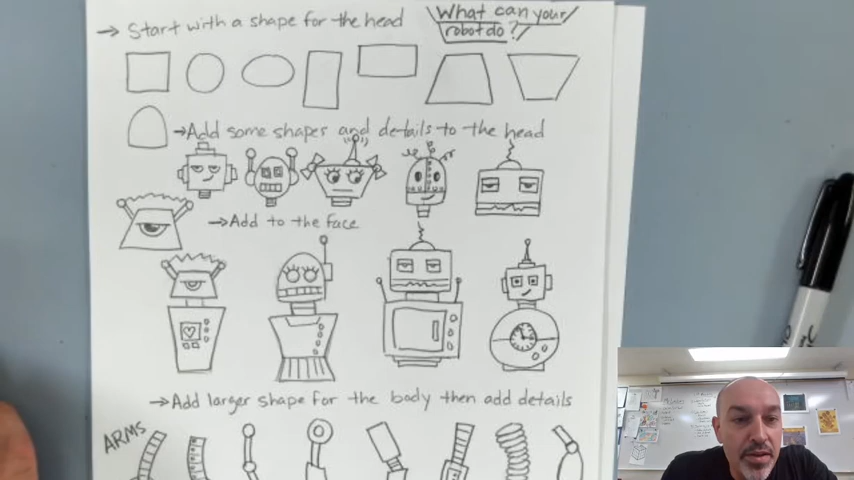 → Start with a shape for the head
What can your
robot do?
→Add some shapes and details to the head
→Add to the face
→Add larger shape for the body then add details
ARMS